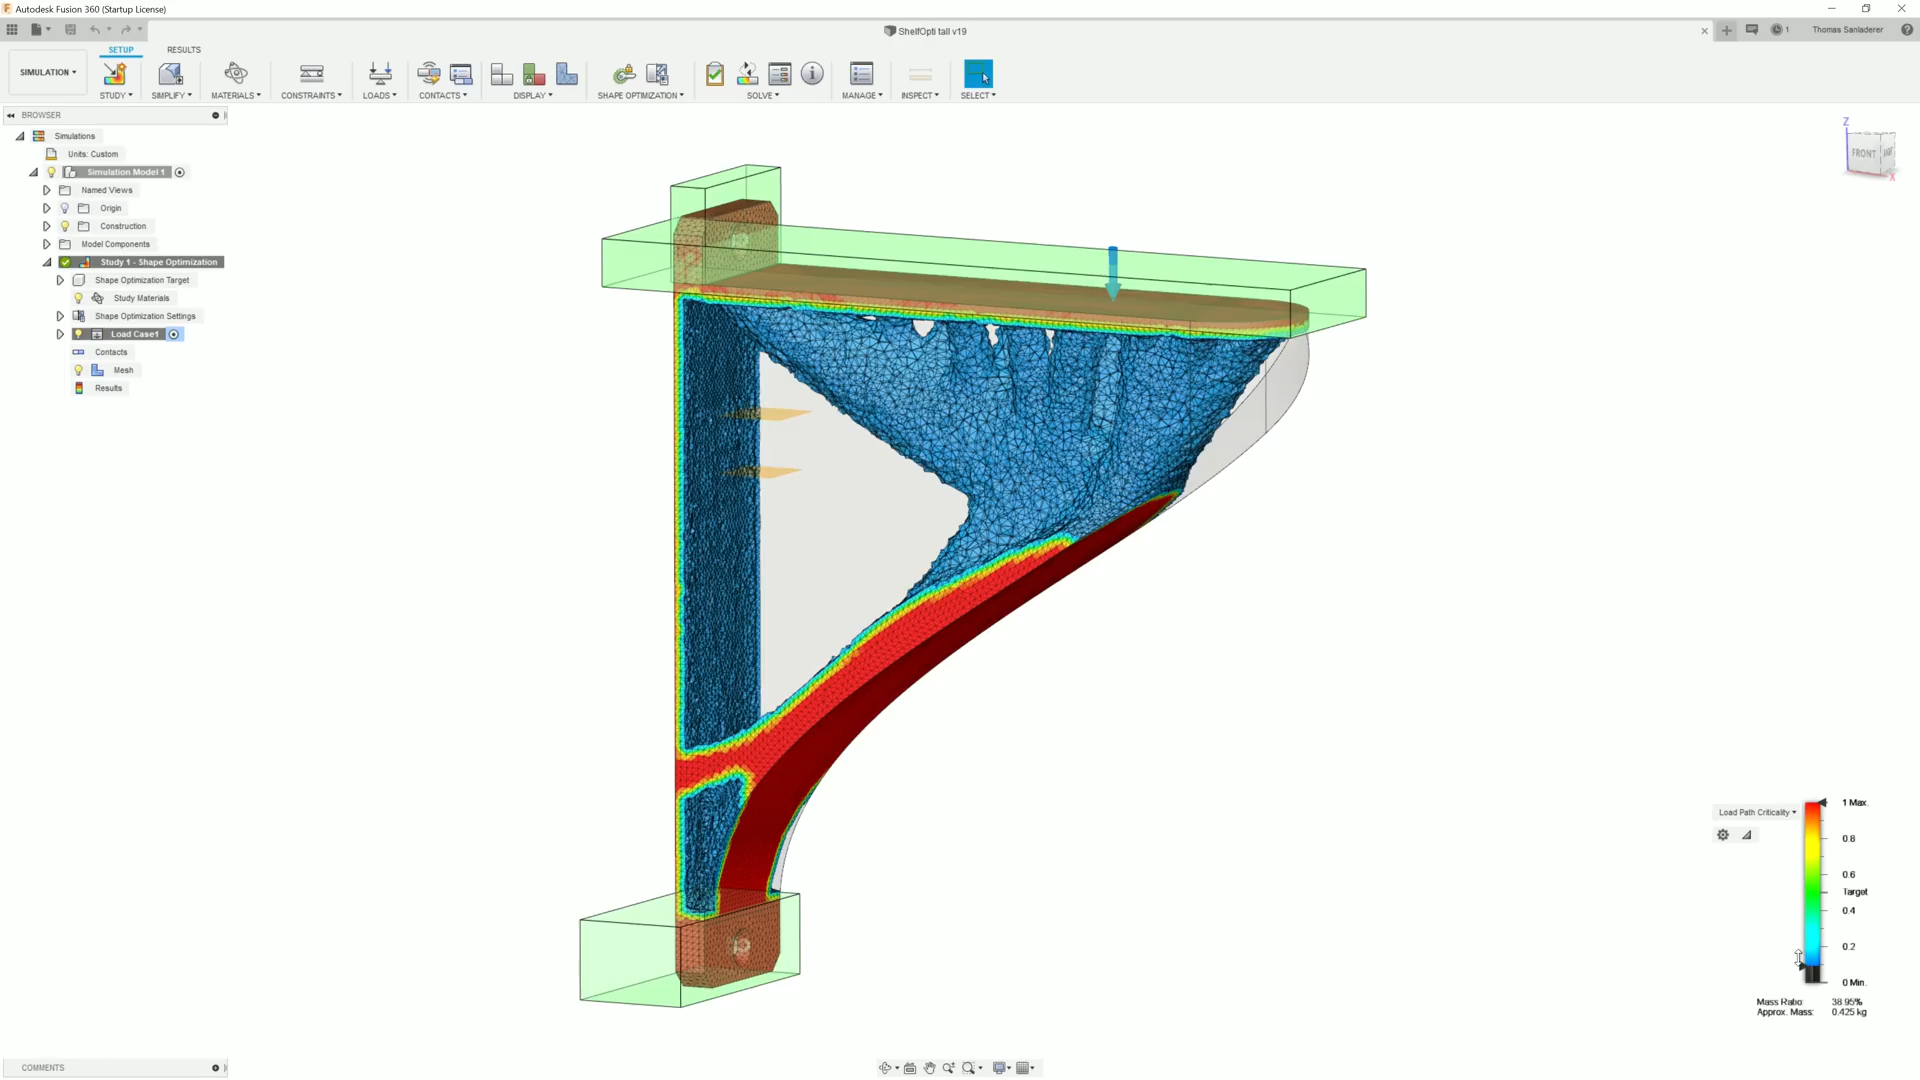 Autodesk Fusion 360 (Startup License)
ShelfOpti tall v19
1
Thomas Sanladerer
SETUP
RESULTS
SIMULATION
STUDY
SIMPLIFY
MATERIALS
CONSTRAINTS
LOADS
CONTACTS
DISPLAY
SHAPE OPTIMIZATION
SOLVE
MANAGE
INSPECT
SELECT
BROWSER
Simulations
Units: Custom
Simulation Model 1
Named Views
Origin
Construction
Model Components
Study 1 - Shape Optimization
Shape Optimization Target
Study Materials
Shape Optimization Settings
Load Case1
Contacts
Mesh
Results
Z
FRONT
X
Load Path Criticality
1 Max.
0.8
0.6
Target
0.4
0.2
0 Min.
Mass Ratio: 38.95%
Approx. Mass: 0.425 kg
COMMENTS